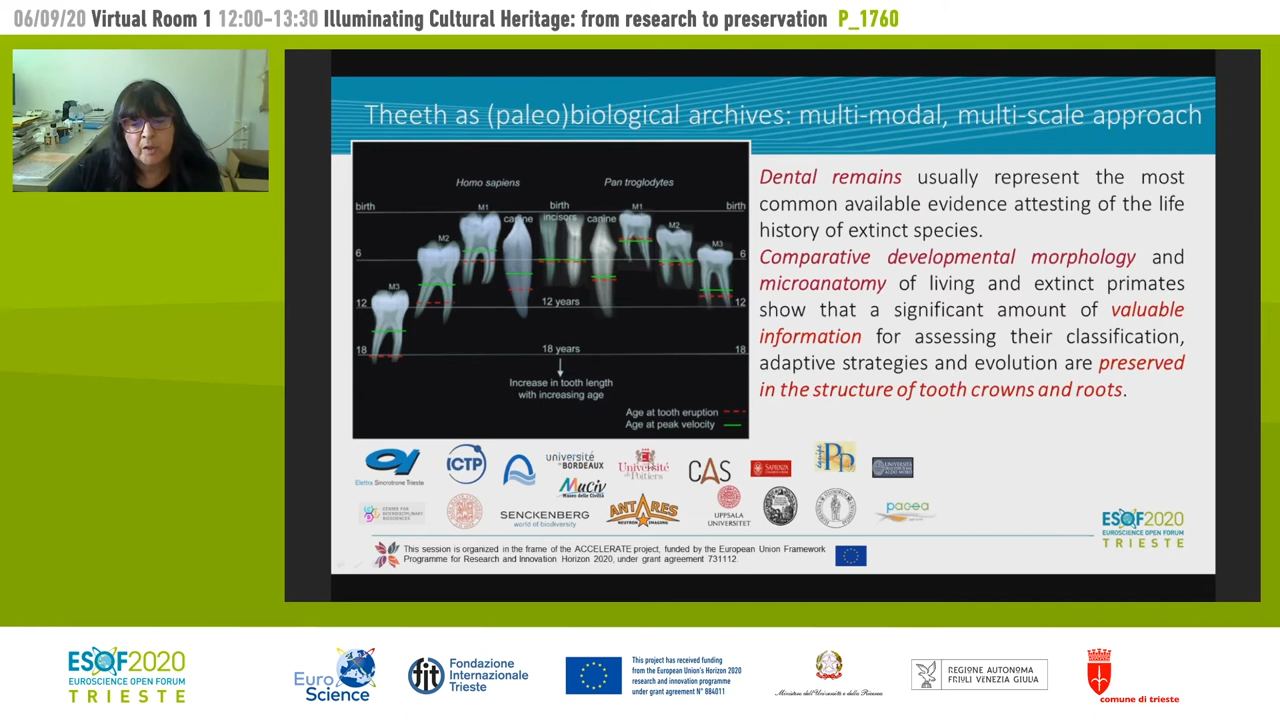 06/09/20 Virtual Room 1 12:00-13:30 Illuminating Cultural Heritage: from research to preservation P_1760
Theeth as (paleo)biological archives: multi-modal, multi-scale approach
Homo sapiens
Pan troglodytes
birth
M1
canine
birth
incisors
canine
M1
birth
M2
M2
M3
6
6
M3
12
12 years
12
18
18 years
18
Increase in tooth length
with increasing age
Age at tooth eruption
Age at peak velocity
Dental remains usually represent the most
common available evidence attesting of the life
history of extinct species.
Comparative developmental morphology and
microanatomy of living and extinct primates
show that a significant amount of valuable
information for assessing their classification,
adaptive strategies and evolution are preserved
in the structure of tooth crowns and roots.
Elettra Sincrotrone Trieste
ICTP
université
de BORDEAUX
MuCiv
Museo delle Civiltà
Université
de Poitiers
CAS
SAPIENZA
équipe
PP
UNIVERSITÀ
CENTER FOR
INTERDISCIPLINARY
BIOSCIENCES
SENCKENBERG
world of biodiversity
ANTARES
NEUTRON IMAGING
UPPSALA
UNIVERSITET
pacea
ESOF2020
EUROSCIENCE OPEN FORUM
TRIESTE
This session is organized in the frame of the ACCELERATE project, funded by the European Union Framework
Programme for Research and Innovation Horizon 2020, under grant agreement 731112.
ESOF2020
EUROSCIENCE OPEN FORUM
TRIESTE
Euro
Science
fit
Fondazione
Internazionale
Trieste
This project has received funding
from the European Union's Horizon 2020
research and innovation programme
under grant agreement N° 884011
Ministero dell'Università e della Ricerca
REGIONE AUTONOMA
FRIULI VENEZIA GIULIA
comune di trieste